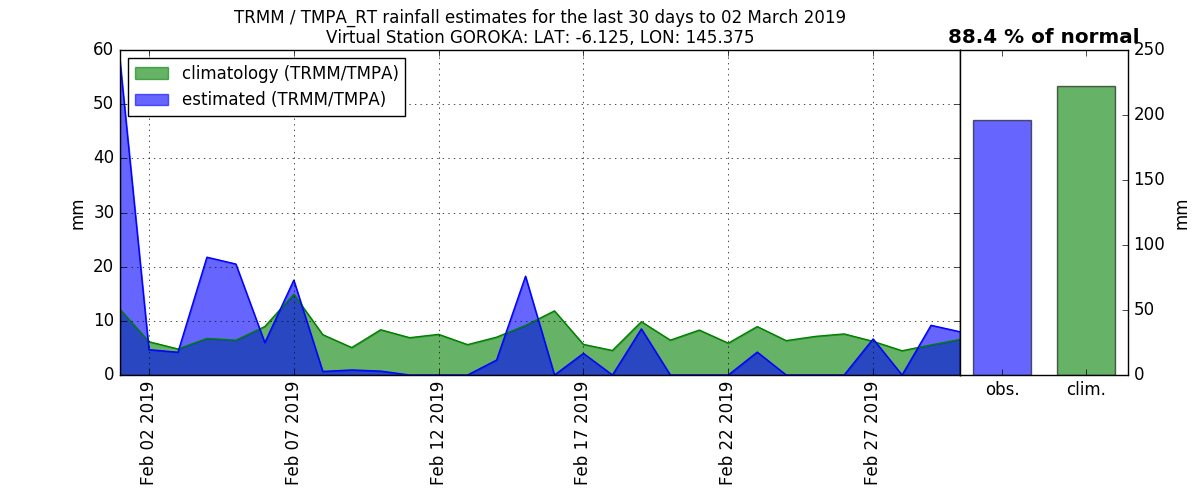 TRMM / TMPA_RT rainfall estimates for the last 30 days to 02 March 2019
Virtual Station GOROKA: LAT: -6.125, LON: 145.375
88.4 % of normal
climatology (TRMM/TMPA)
estimated (TRMM/TMPA)
60
50
40
30
20
10
0
mm
250
200
150
100
50
0
mm
Feb 02 2019
Feb 07 2019
Feb 12 2019
Feb 17 2019
Feb 22 2019
Feb 27 2019
obs.
clim.